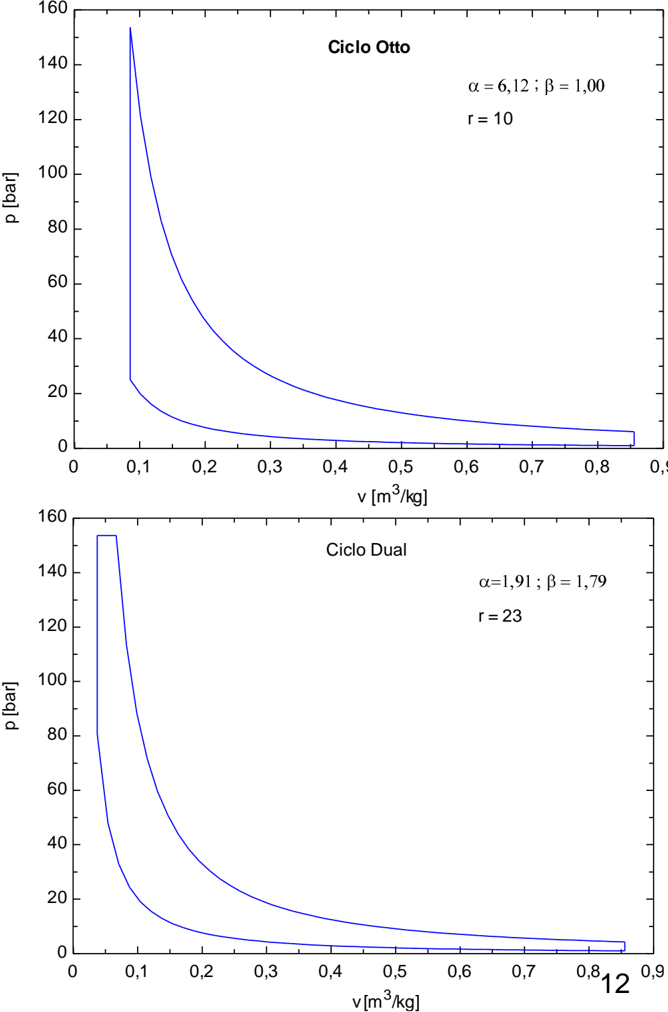 160
Ciclo Otto
140
α = 6,12 ; β = 1,00
120
r = 10
100
p [bar]
80
60
40
20
0
0 0,1 0,2 0,3 0,4 0,5 0,6 0,7 0,8 0,9
v [m³/kg]
160
Ciclo Dual
140
α=1,91 ; β = 1,79
120
r = 23
100
p [bar]
80
60
40
20
0
0 0,1 0,2 0,3 0,4 0,5 0,6 0,7 0,8 0,9
12
v [m³/kg]